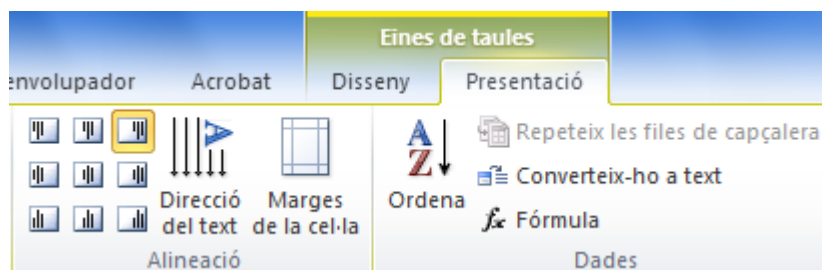 Eines de taules
envolupador Acrobat Disseny Presentació
Direcció del text
Marges de la cel·la
A
Z
Ordena
Repeteix les files de capçalera
Converteix-ho a text
fx Fórmula
Alineació
Dades